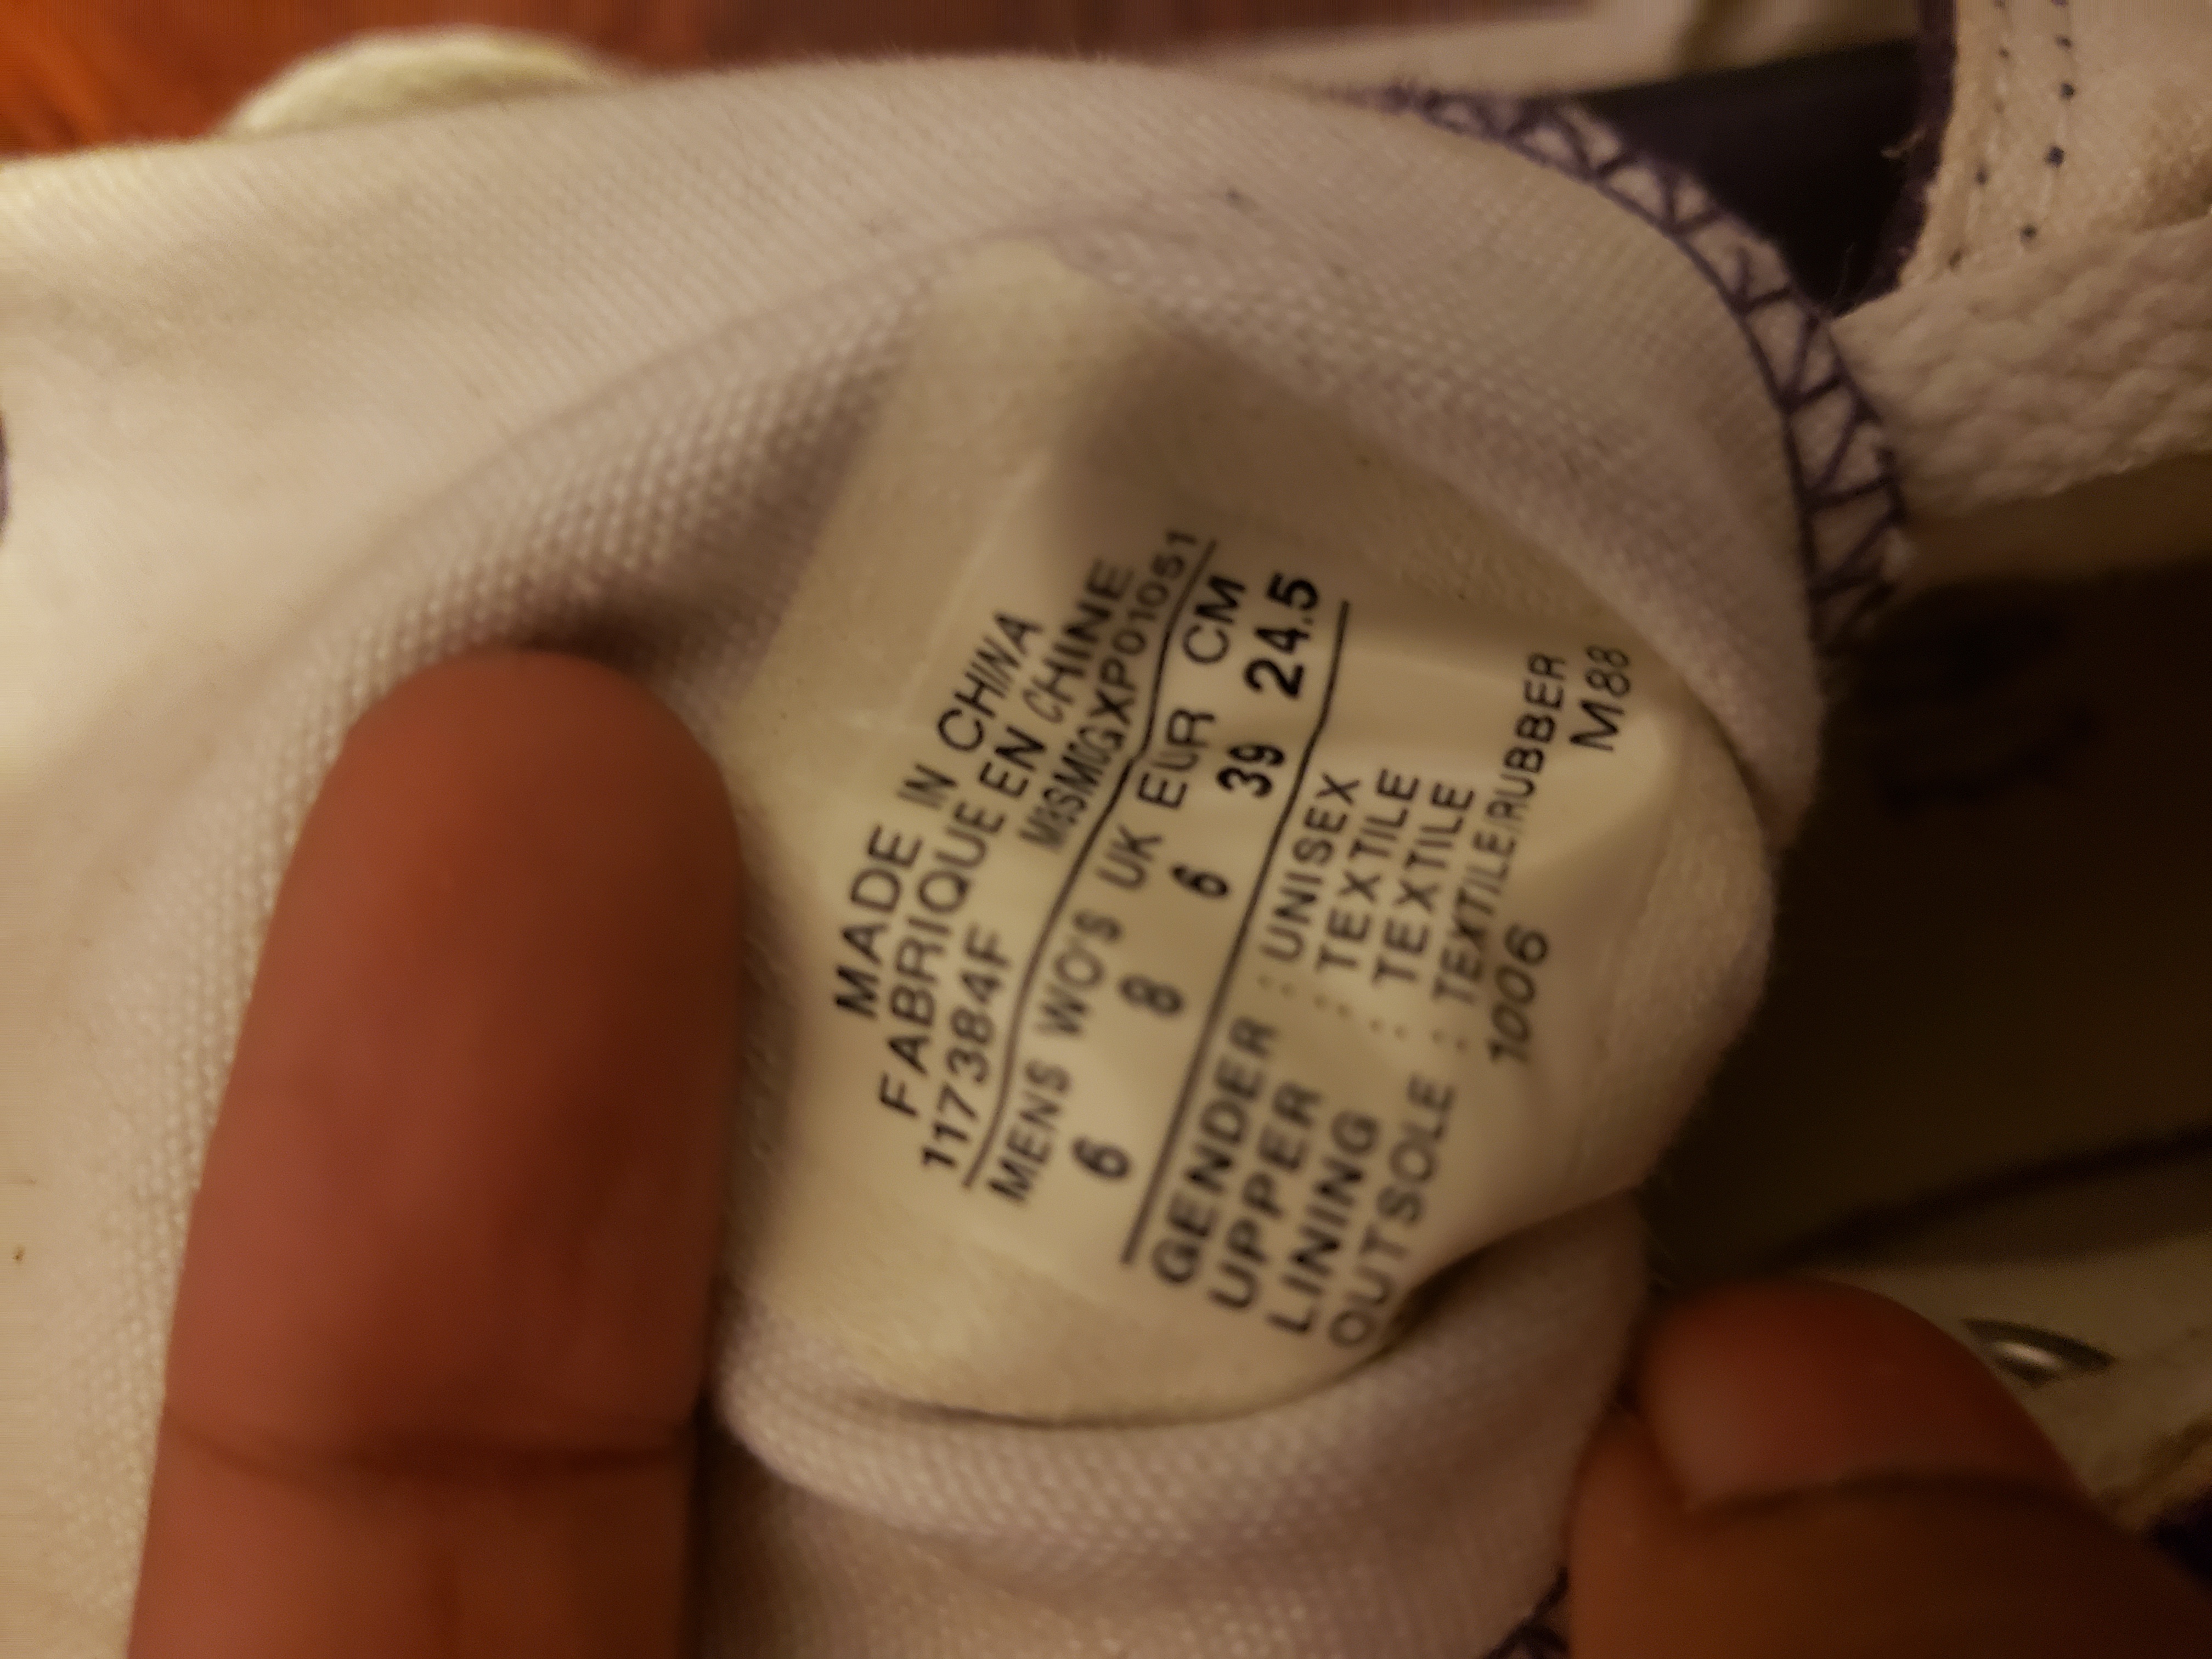 MADE IN CHINA
FABRIQUE EN CHINE
117384F
MENS WO'S UK EUR CM
6 8 6 39 24.5
GENDER : UNISEX
UPPER : TEXTILE
LINING : TEXTILE
OUTSOLE : TEXTILE/RUBBER
1006 M88